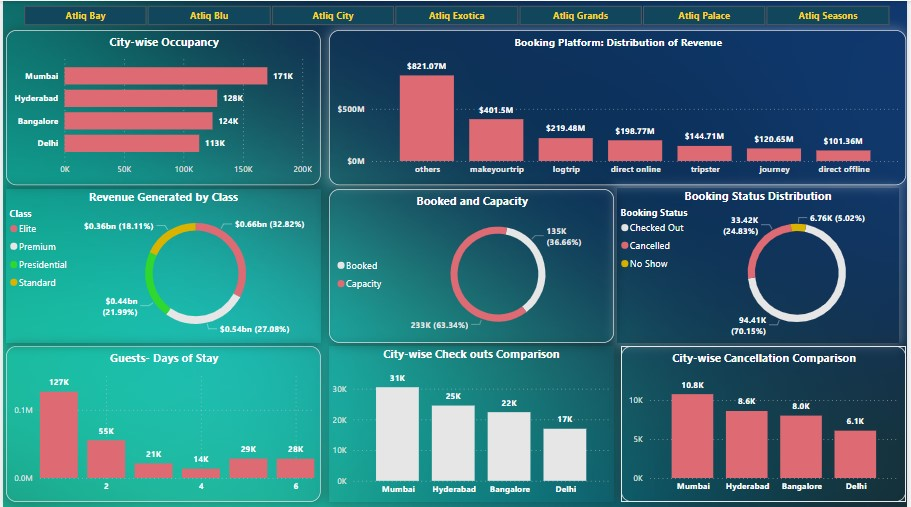 Atliq Bay Atliq Blu Atliq City Atliq Exotica Atliq Grands Atliq Palace Atliq Seasons
City-wise Occupancy
Mumbai 171K
Hyderabad 128K
Bangalore 124K
Delhi 113K
0K 50K 100K 150K 200K
Booking Platform: Distribution of Revenue
$821.07M
$500M $401.5M
$219.48M $198.77M $144.71M $120.65M $101.36M
$0M
others makeyourtrip logtrip direct online tripster journey direct offline
Revenue Generated by Class
Class
Elite
Premium
Presidential
Standard
$0.36bn (18.11%) $0.66bn (32.82%)
$0.44bn
(21.99%)
$0.54bn (27.08%)
Booked and Capacity
Booked
Capacity
135K
(36.66%)
233K (63.34%)
Booking Status Distribution
Booking Status
Checked Out
Cancelled
No Show
33.42K
(24.83%)
6.76K (5.02%)
94.41K
(70.15%)
Guests- Days of Stay
127K
0.1M
55K
21K 14K 29K 28K
0.0M
2 4 6
City-wise Check outs Comparison
31K
30K
25K
22K
20K
17K
10K
0K
Mumbai Hyderabad Bangalore Delhi
City-wise Cancellation Comparison
10.8K
10K
8.6K
8.0K
6.1K
5K
0K
Mumbai Hyderabad Bangalore Delhi